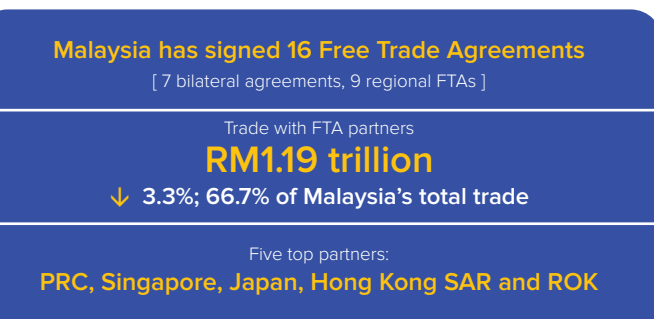 Malaysia has signed 16 Free Trade Agreements
[ 7 bilateral agreements, 9 regional FTAs ]
Trade with FTA partners
RM1.19 trillion
↓ 3.3%; 66.7% of Malaysia’s total trade
Five top partners:
PRC, Singapore, Japan, Hong Kong SAR and ROK